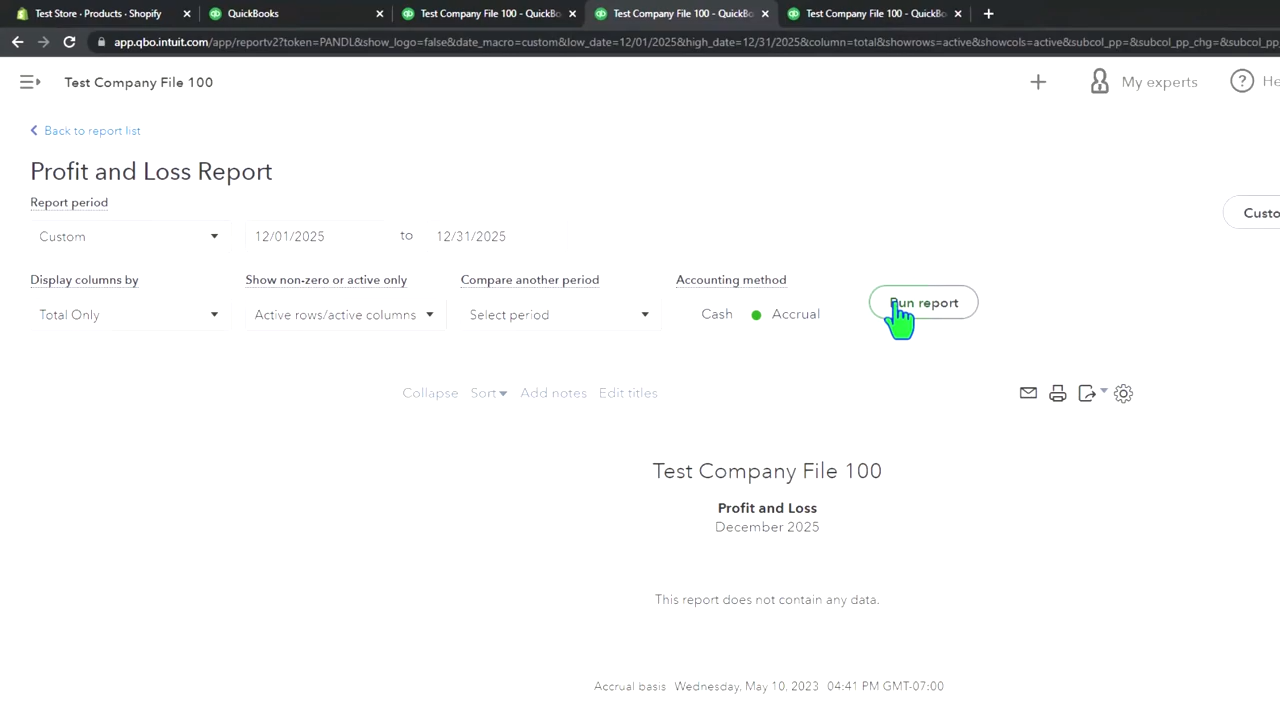 Test Store · Products · Shopify
QuickBooks
Test Company File 100 - QuickBo
Test Company File 100 - QuickBo
Test Company File 100 - QuickBo
app.qbo.intuit.com/app/reportv2?token=PANDL&show_logo=false&date_macro=custom&low_date=12/01/2025&high_date=12/31/2025&column=total&showrows=active&showcols=active&subcol_pp=&subcol_pp_chg=&subcol_pp
Test Company File 100
My experts
He
Back to report list
Profit and Loss Report
Report period
Custom
12/01/2025
to
12/31/2025
Custo
Display columns by
Show non-zero or active only
Compare another period
Accounting method
Total Only
Active rows/active columns
Select period
Cash
Accrual
Run report
Collapse
Sort
Add notes
Edit titles
Test Company File 100
Profit and Loss
December 2025
This report does not contain any data.
Accrual basis Wednesday, May 10, 2023 04:41 PM GMT-07:00